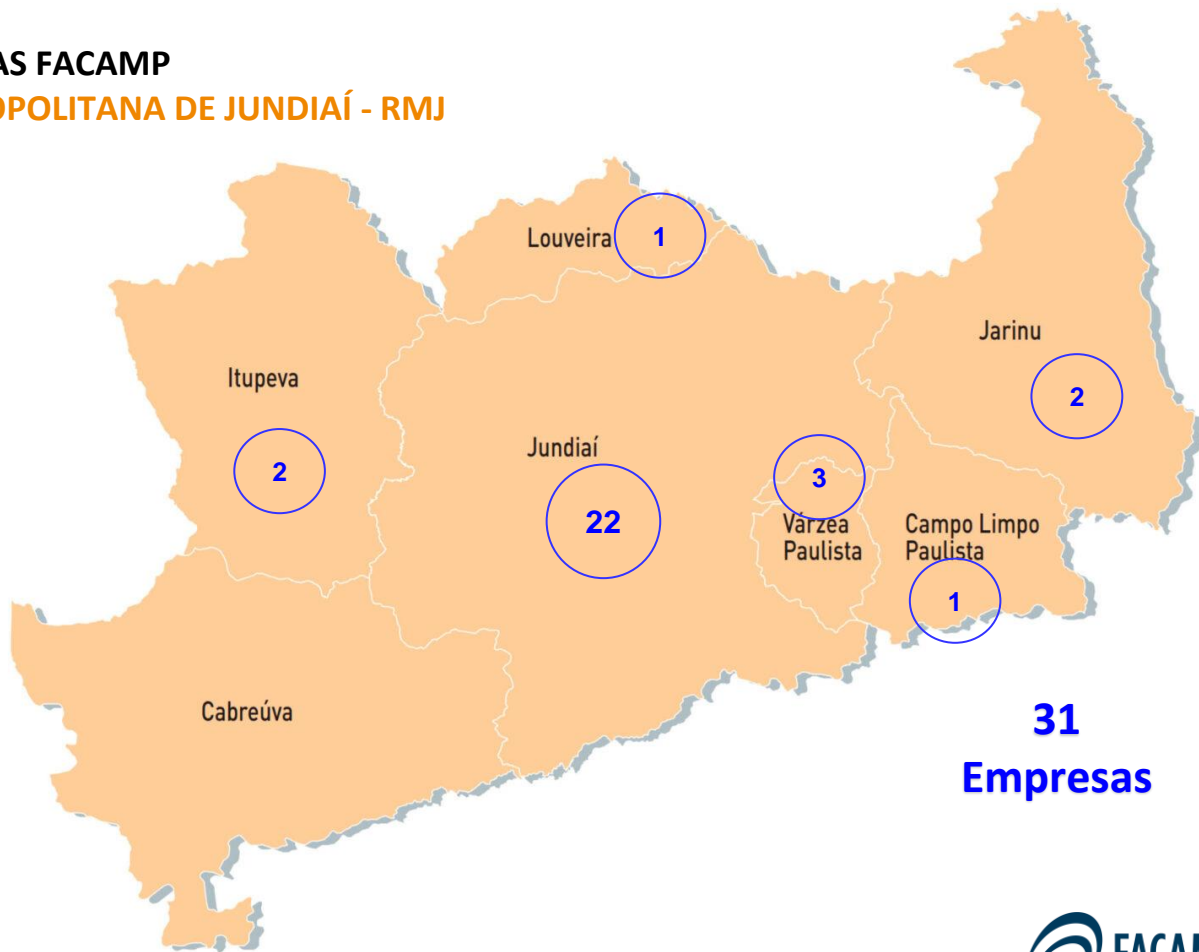 AS FACAMP
OPOLITANA DE JUNDIAÍ - RMJ
Louveira
1
Jarinu
2
Itupeva
2
Jundiaí
22
3
Várzea
Paulista
Campo Limpo
Paulista
1
Cabreúva
31
Empresas